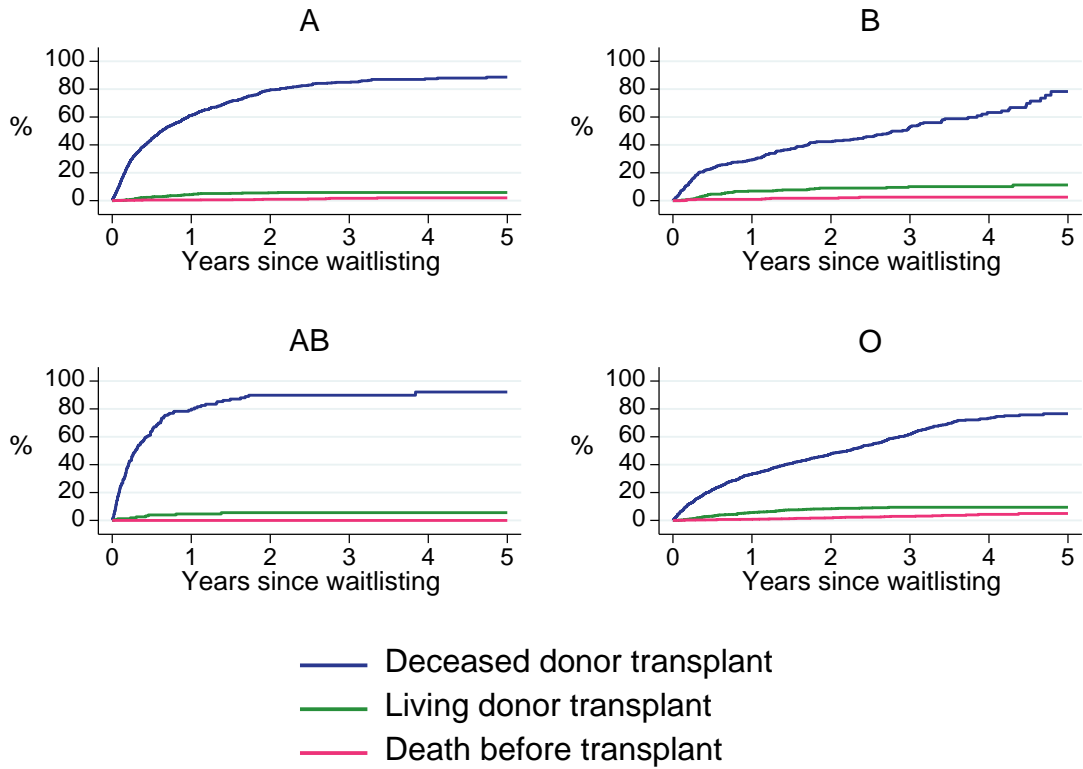 A
100
80
60
40
20
0
%
0 1 2 3 4 5
Years since waitlisting
B
100
80
60
40
20
0
%
0 1 2 3 4 5
Years since waitlisting
AB
100
80
60
40
20
0
%
0 1 2 3 4 5
Years since waitlisting
O
100
80
60
40
20
0
%
0 1 2 3 4 5
Years since waitlisting
Deceased donor transplant
Living donor transplant
Death before transplant